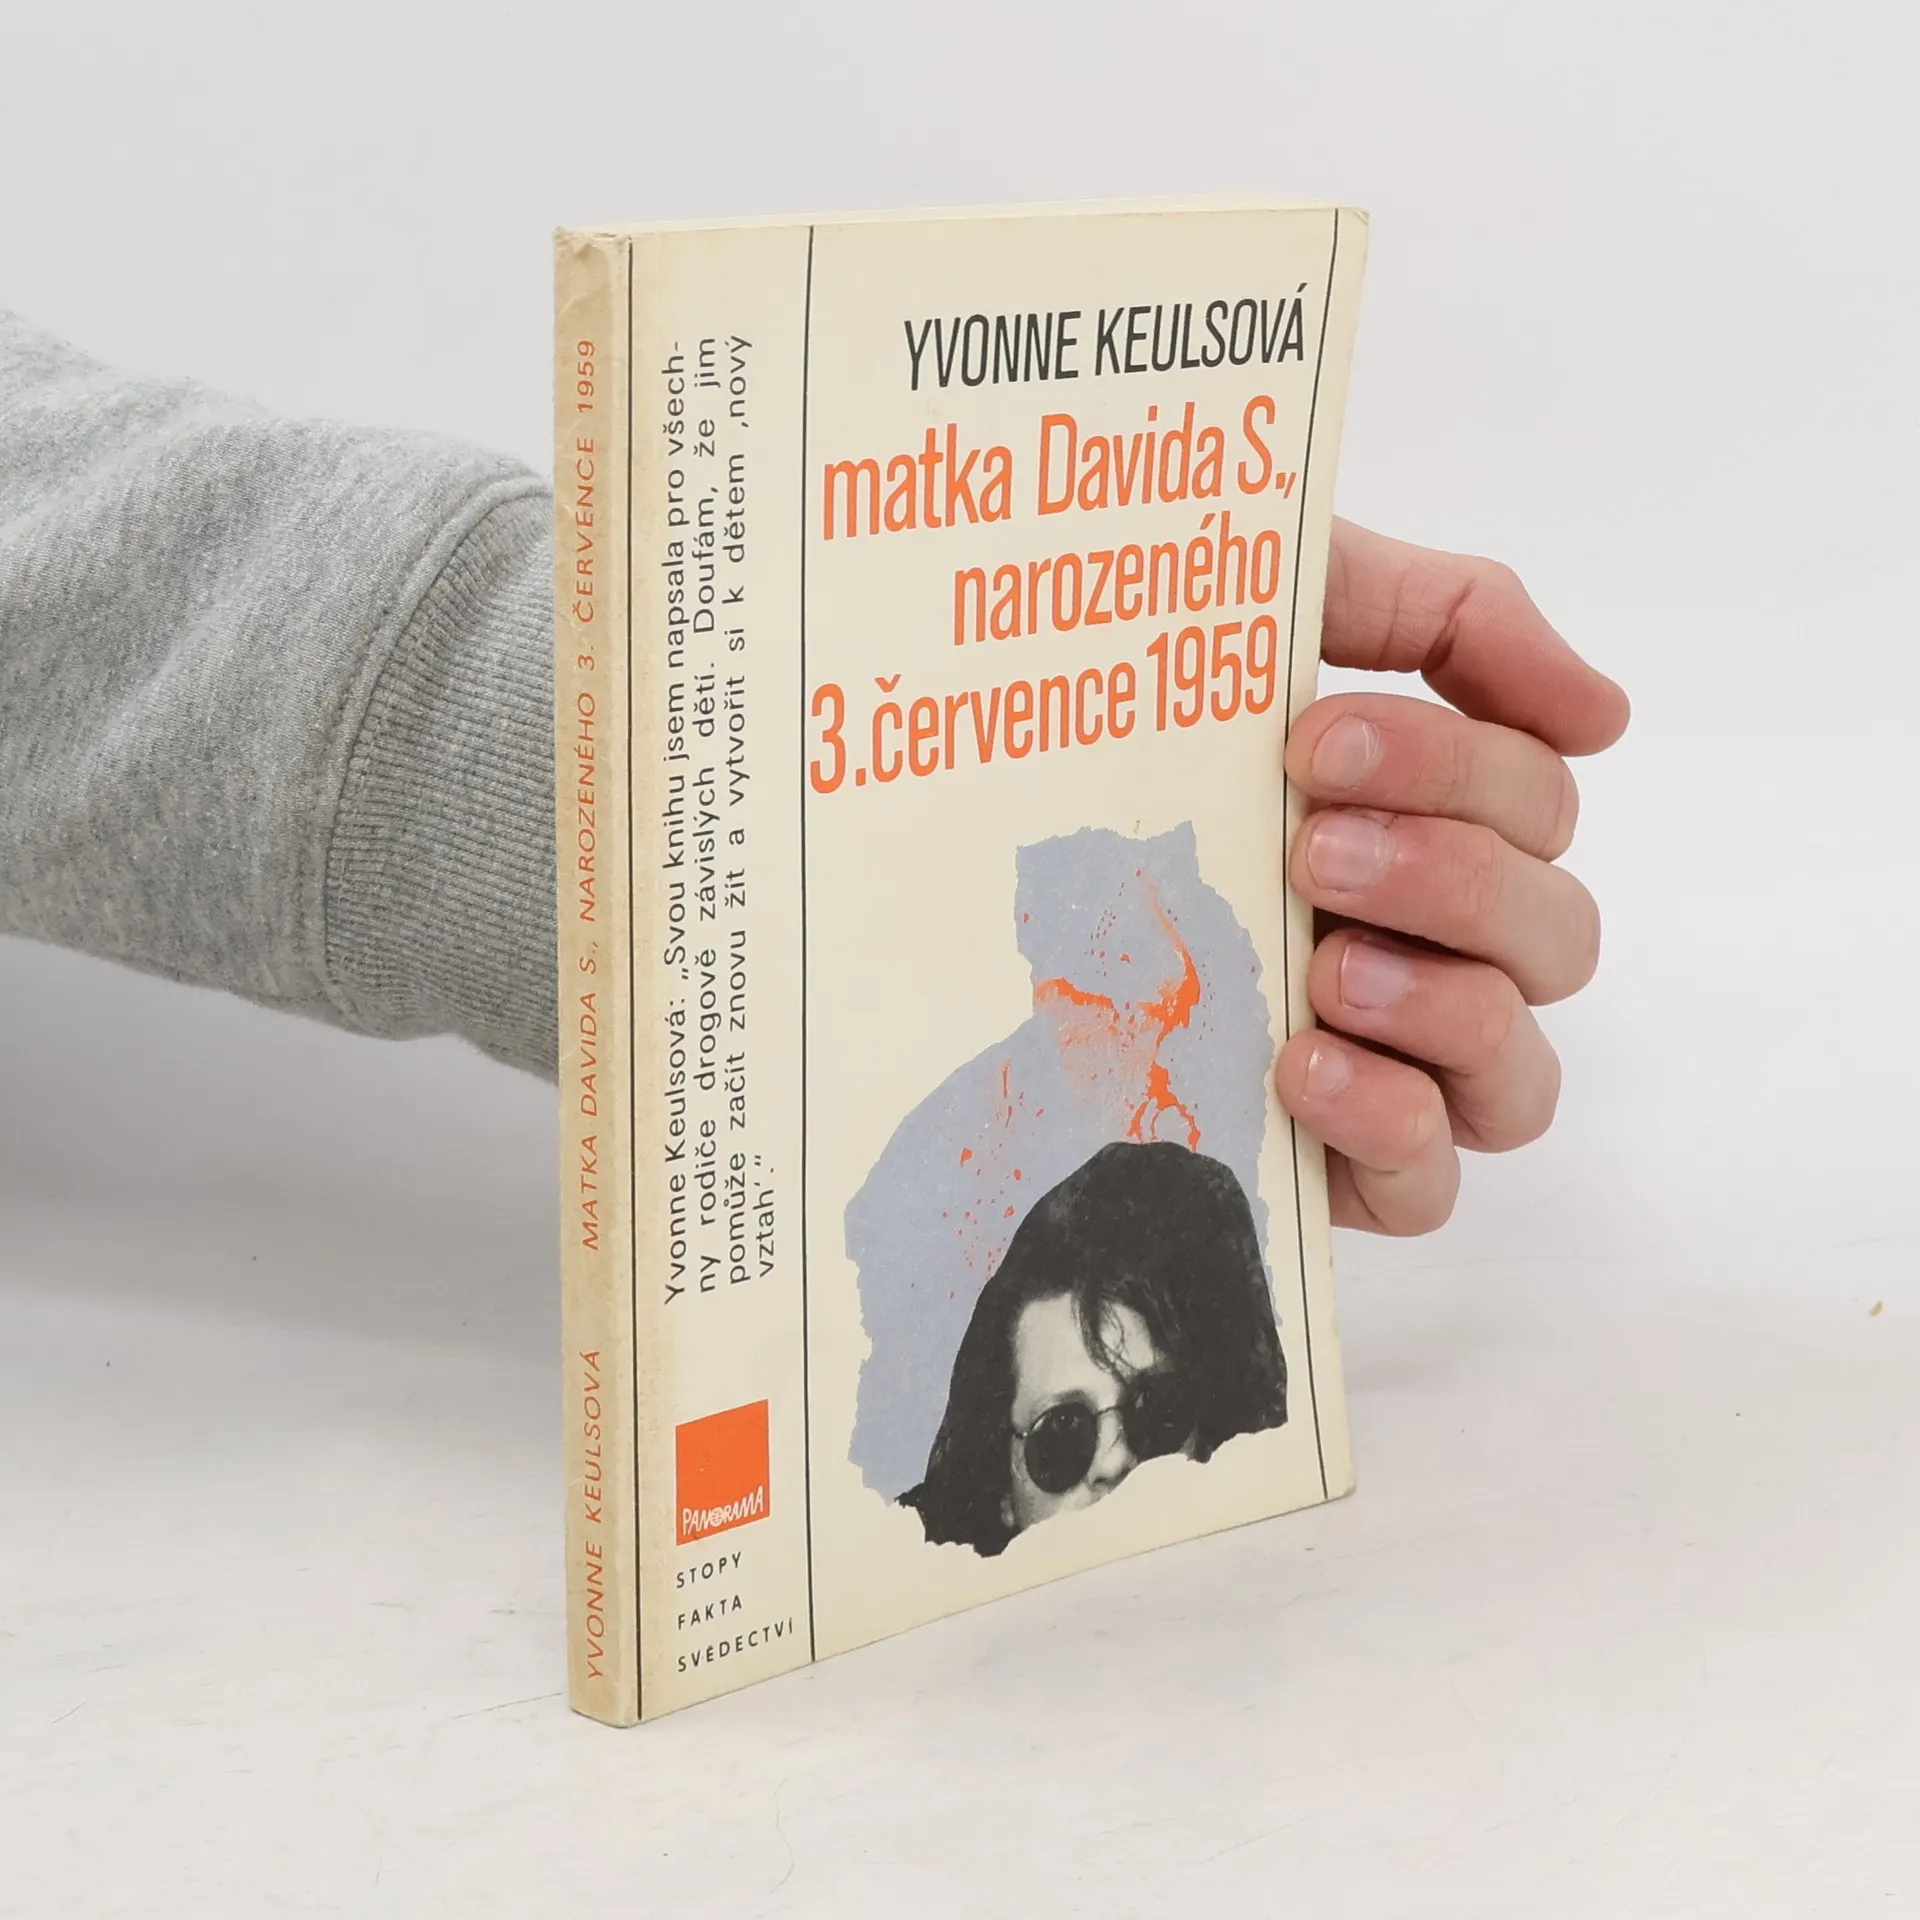 YVONNE KEULSOVÁ
matka Davida S.,
narozeného
3. července 1959
Yvonne Keulsová: „Svou knihu jsem napsala pro všech-
ny rodiče drogově závislých dětí. Doufám, že jim
pomůže začít znovu žít a vytvořit si k dětem ‚nový
vztah‘.“
PANORAMA
STOPY
FAKTA
SVĚDECTVÍ
YVONNE KEULSOVÁ MATKA DAVIDA S., NAROZENÉHO 3. ČERVENCE 1959